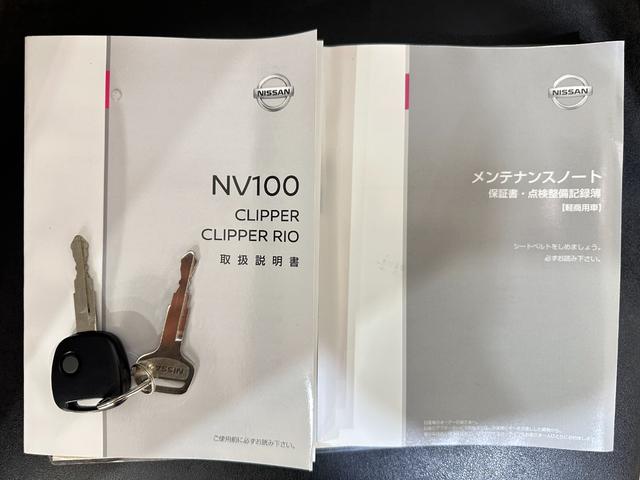 NISSAN
NV100
CLIPPER
CLIPPER RIO
取扱説明書
ご使用前に必ずお読み下さい。
NISSAN
NISSAN
メンテナンスノート
保証書・点検整備記録簿
【軽商用車】
シートベルトをしめましょう。
必ずお読み下さい。